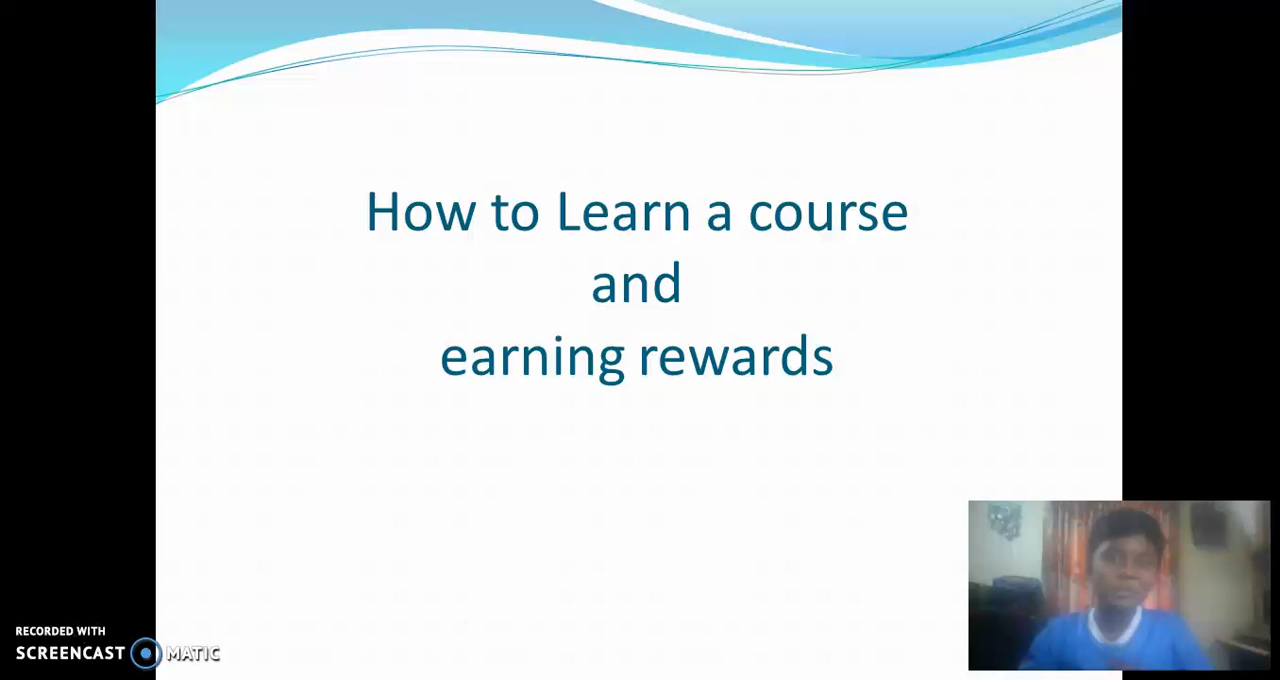 How to Learn a course
and
earning rewards
RECORDED WITH
SCREENCAST MATIC